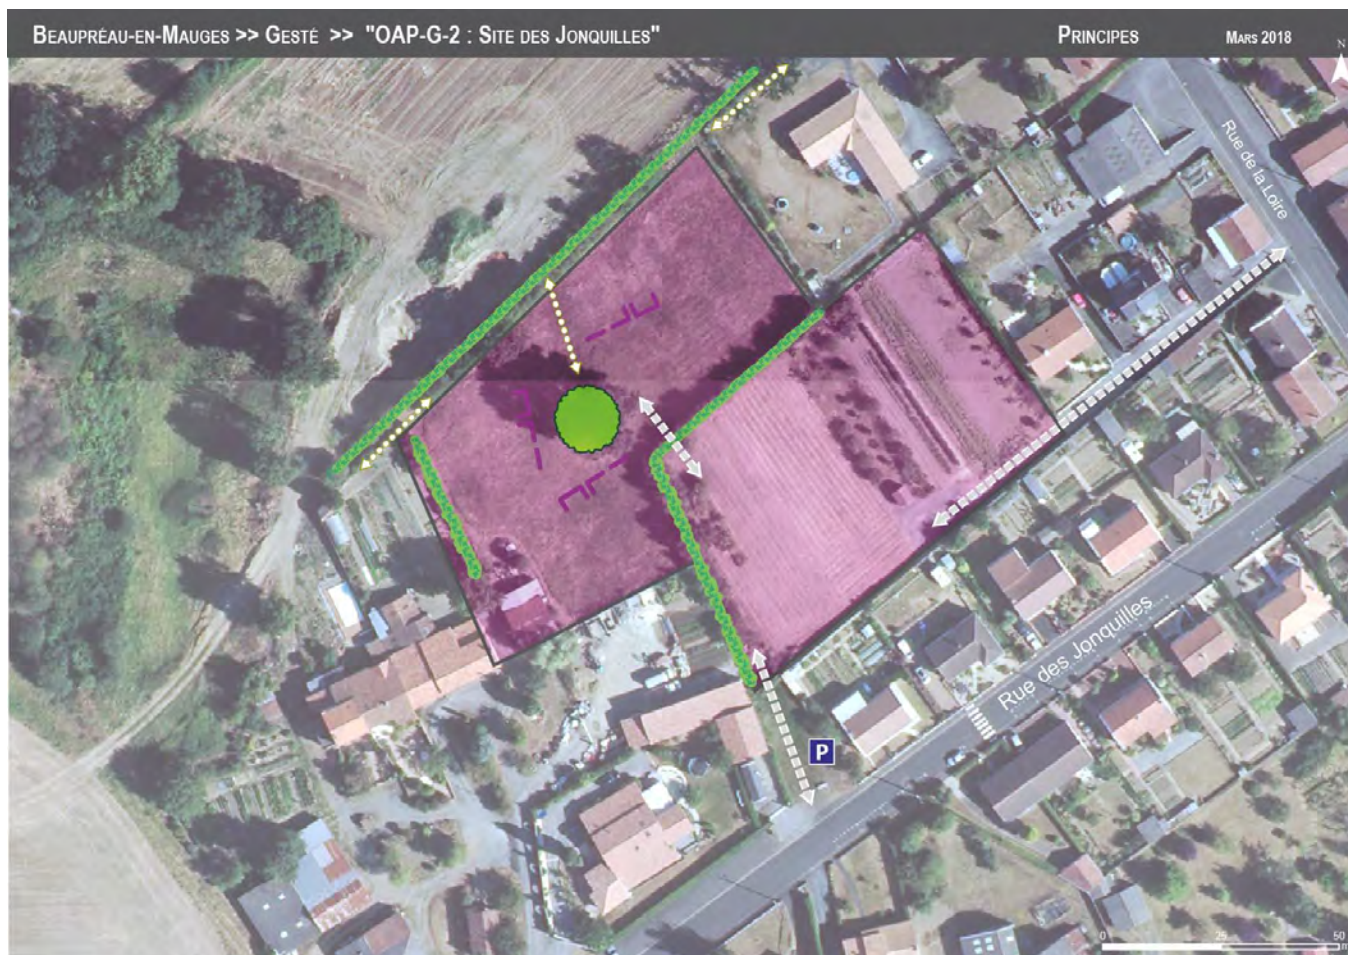 BEAUPRÉAU-EN-MAUGES >> GESTÉ >> "OAP-G-2 : SITE DES JONQUILLES"
PRINCIPES
MARS 2018
N
Rue de la Loire
Rue des Jonquilles
P
0 25 50
m